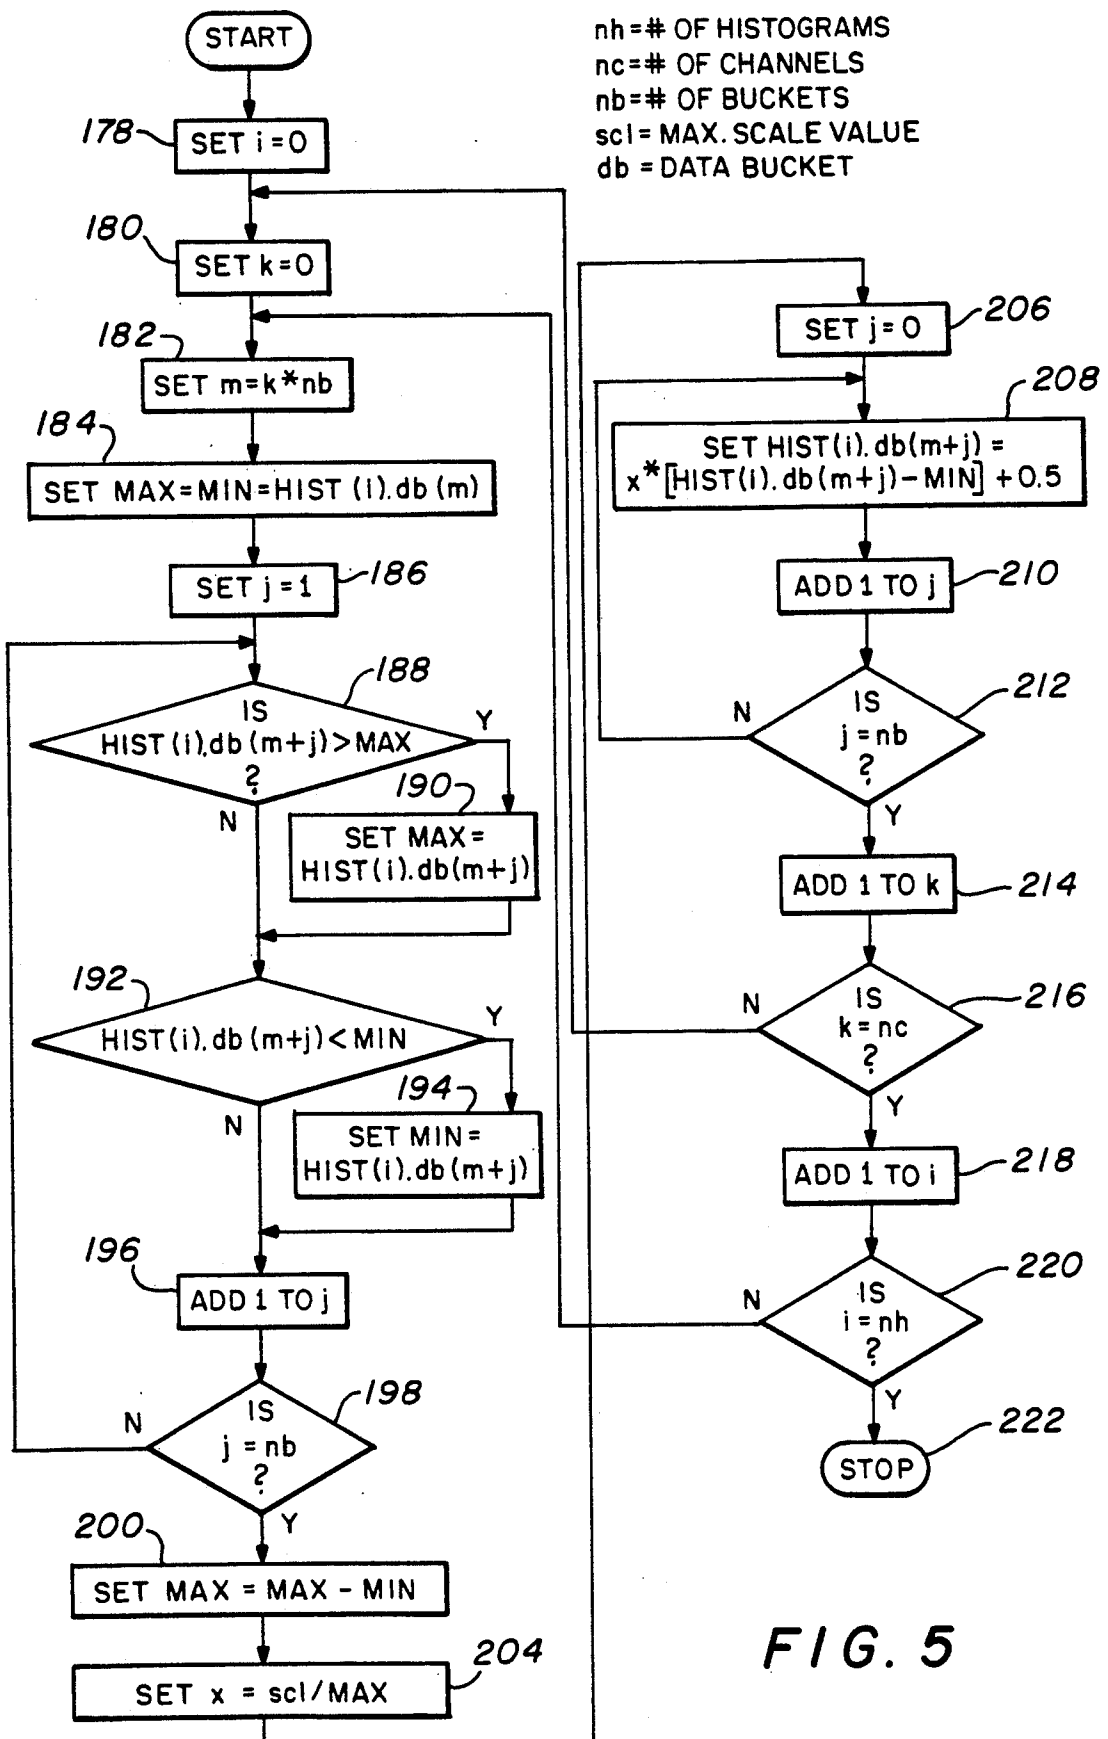 START
nh=# OF HISTOGRAMS
nc=# OF CHANNELS
nb=# OF BUCKETS
scl= MAX. SCALE VALUE
db = DATA BUCKET
178
SET i=0
180
SET k=0
182
SET m=k*nb
184
SET MAX=MIN=HIST (i).db(m)
SET j=1
186
188
IS
HIST(i),db(m+j)>MAX
?
Y
N
190
SET MAX=
HIST(i).db(m+j)
192
HIST(i).db(m+j)<MIN
Y
N
194
SET MIN=
HIST(i).db(m+j)
196
ADD 1 TO j
198
IS
j = nb
?
N
Y
200
SET MAX = MAX - MIN
204
SET x = scl/MAX
SET j=0
206
208
SET HIST(i).db(m+j)=
x*[HIST(i).db(m+j)-MIN]+0.5
ADD 1 TO j
210
212
IS
j=nb
?
N
Y
ADD 1 TO k
214
216
IS
k=nc
?
N
Y
ADD 1 TO i
218
220
IS
i=nh
?
N
Y
222
STOP
FIG. 5